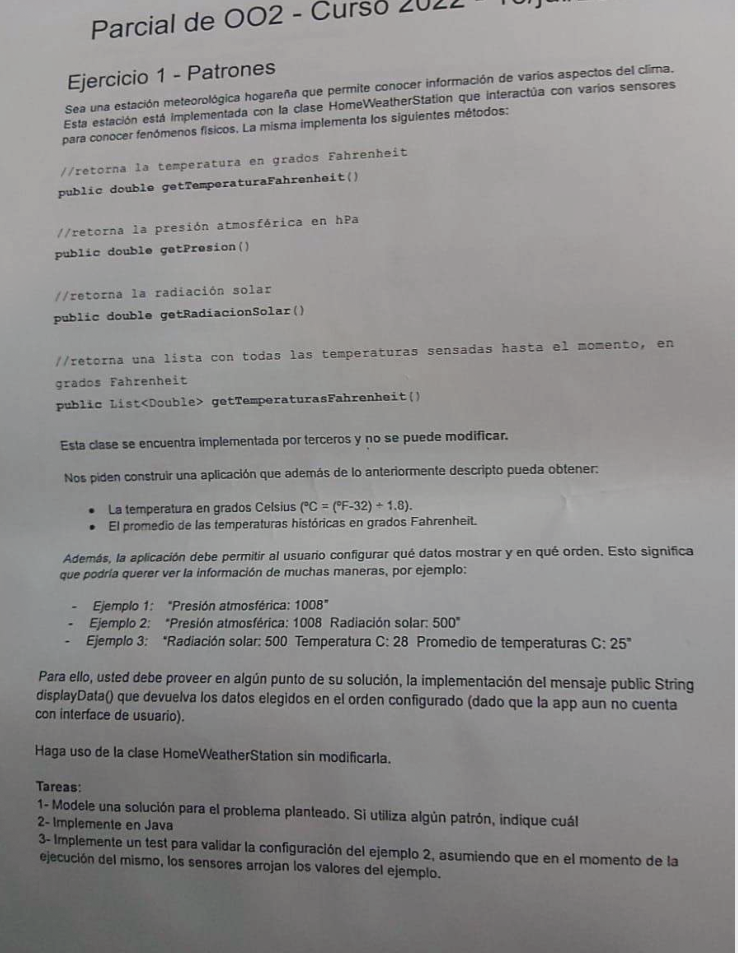 Parcial de OO2 - Curso 2022 -
Ejercicio 1 - Patrones
Sea una estación meteorológica hogareña que permite conocer información de varios aspectos del clima.
Esta estación está Implementada con la clase HomeWeatherStation que interactúa con varios sensores
para conocer fenómenos físicos. La misma implementa los siguientes métodos:
//retorna la temperatura en grados Fahrenheit
public double getTemperaturaFahrenheit()
//retorna la presión atmosférica en hPa
public double getPresion()
//retorna la radiación solar
public double getRadiacionSolar()
//retorna una lista con todas las temperaturas sensadas hasta el momento, en
grados Fahrenheit
public List<Double> getTemperaturasFahrenheit()
Esta clase se encuentra implementada por terceros y no se puede modificar.
Nos piden construir una aplicación que además de lo anteriormente descripto pueda obtener:
• La temperatura en grados Celsius (ºC = (ºF-32) ÷ 1.8).
• El promedio de las temperaturas históricas en grados Fahrenheit.
Además, la aplicación debe permitir al usuario configurar qué datos mostrar y en qué orden. Esto significa
que podría querer ver la información de muchas maneras, por ejemplo:
- Ejemplo 1: "Presión atmosférica: 1008"
- Ejemplo 2: "Presión atmosférica: 1008 Radiación solar: 500"
- Ejemplo 3: "Radiación solar: 500 Temperatura C: 28 Promedio de temperaturas C: 25"
Para ello, usted debe proveer en algún punto de su solución, la implementación del mensaje public String
displayData() que devuelva los datos elegidos en el orden configurado (dado que la app aun no cuenta
con interface de usuario).
Haga uso de la clase HomeWeatherStation sin modificarla.
Tareas:
1- Modele una solución para el problema planteado. Si utiliza algún patrón, indique cuál
2- Implemente en Java
3- Implemente un test para validar la configuración del ejemplo 2, asumiendo que en el momento de la
ejecución del mismo, los sensores arrojan los valores del ejemplo.